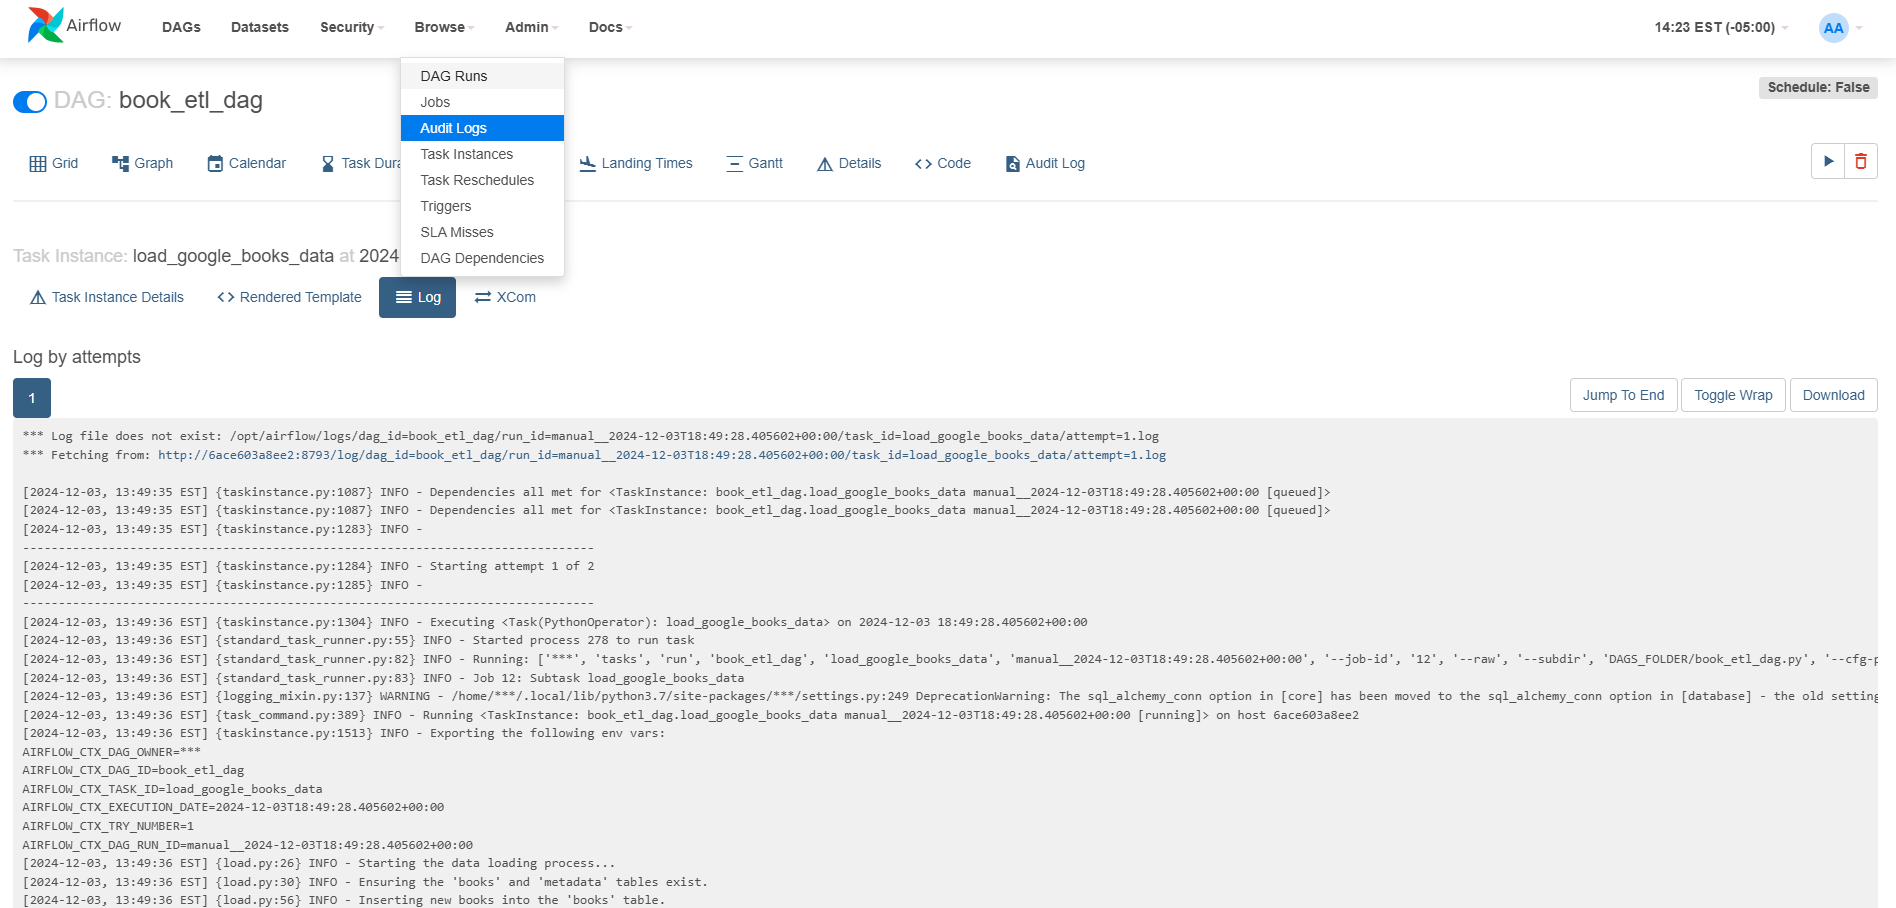 Airflow
DAGs
Datasets
Security
Browse
Admin
Docs
14:23 EST (-05:00)
AA
DAG Runs
Jobs
Audit Logs
Task Instances
Task Reschedules
Triggers
SLA Misses
DAG Dependencies
DAG: book_etl_dag
Schedule: False
Grid
Graph
Calendar
Task Dura
Landing Times
Gantt
Details
Code
Audit Log
Task Instance: load_google_books_data at 2024
Task Instance Details
Rendered Template
Log
XCom
Log by attempts
1
Jump To End
Toggle Wrap
Download
*** Log file does not exist: /opt/airflow/logs/dag_id=book_etl_dag/run_id=manual__2024-12-03T18:49:28.405602+00:00/task_id=load_google_books_data/attempt=1.log
*** Fetching from: http://6ace603a8ee2:8793/log/dag_id=book_etl_dag/run_id=manual__2024-12-03T18:49:28.405602+00:00/task_id=load_google_books_data/attempt=1.log
[2024-12-03, 13:49:35 EST] {taskinstance.py:1087} INFO - Dependencies all met for <TaskInstance: book_etl_dag.load_google_books_data manual__2024-12-03T18:49:28.405602+00:00 [queued]>
[2024-12-03, 13:49:35 EST] {taskinstance.py:1087} INFO - Dependencies all met for <TaskInstance: book_etl_dag.load_google_books_data manual__2024-12-03T18:49:28.405602+00:00 [queued]>
[2024-12-03, 13:49:35 EST] {taskinstance.py:1283} INFO -
--------------------------------------------------------------------------------
[2024-12-03, 13:49:35 EST] {taskinstance.py:1284} INFO - Starting attempt 1 of 2
[2024-12-03, 13:49:35 EST] {taskinstance.py:1285} INFO -
--------------------------------------------------------------------------------
[2024-12-03, 13:49:36 EST] {taskinstance.py:1304} INFO - Executing <Task(PythonOperator): load_google_books_data> on 2024-12-03 18:49:28.405602+00:00
[2024-12-03, 13:49:36 EST] {standard_task_runner.py:55} INFO - Started process 278 to run task
[2024-12-03, 13:49:36 EST] {standard_task_runner.py:82} INFO - Running: ['***', 'tasks', 'run', 'book_etl_dag', 'load_google_books_data', 'manual__2024-12-03T18:49:28.405602+00:00', '--job-id', '12', '--raw', '--subdir', 'DAGS_FOLDER/book_etl_dag.py', '--cfg-p
[2024-12-03, 13:49:36 EST] {standard_task_runner.py:83} INFO - Job 12: Subtask load_google_books_data
[2024-12-03, 13:49:36 EST] {logging_mixin.py:137} WARNING - /home/***/.local/lib/python3.7/site-packages/***/settings.py:249 DeprecationWarning: The sql_alchemy_conn option in [core] has been moved to the sql_alchemy_conn option in [database] - the old setting
[2024-12-03, 13:49:36 EST] {task_command.py:389} INFO - Running <TaskInstance: book_etl_dag.load_google_books_data manual__2024-12-03T18:49:28.405602+00:00 [running]> on host 6ace603a8ee2
[2024-12-03, 13:49:36 EST] {taskinstance.py:1513} INFO - Exporting the following env vars:
AIRFLOW_CTX_DAG_OWNER=***
AIRFLOW_CTX_DAG_ID=book_etl_dag
AIRFLOW_CTX_TASK_ID=load_google_books_data
AIRFLOW_CTX_EXECUTION_DATE=2024-12-03T18:49:28.405602+00:00
AIRFLOW_CTX_TRY_NUMBER=1
AIRFLOW_CTX_DAG_RUN_ID=manual__2024-12-03T18:49:28.405602+00:00
[2024-12-03, 13:49:36 EST] {load.py:26} INFO - Starting the data loading process...
[2024-12-03, 13:49:36 EST] {load.py:30} INFO - Ensuring the 'books' and 'metadata' tables exist.
[2024-12-03, 13:49:36 EST] {load.py:56} INFO - Inserting new books into the 'books' table.